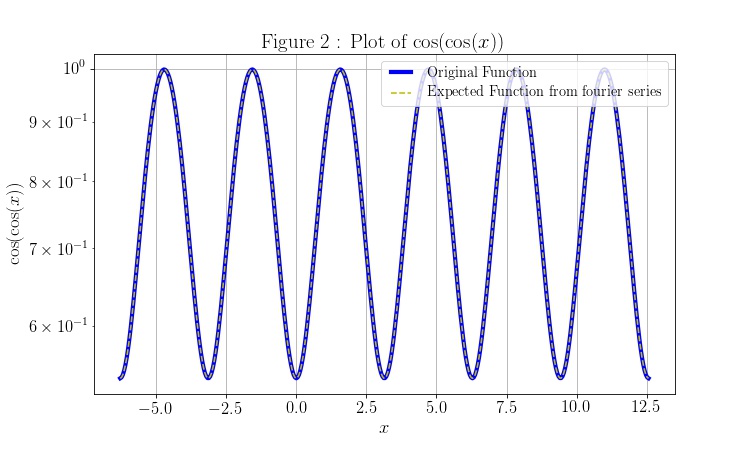 Figure 2 : Plot of cos(cos(x))
Original Function
Expected Function from fourier series
10⁰
9 × 10⁻¹
8 × 10⁻¹
7 × 10⁻¹
6 × 10⁻¹
cos(cos(x))
−5.0 −2.5 0.0 2.5 5.0 7.5 10.0 12.5
x